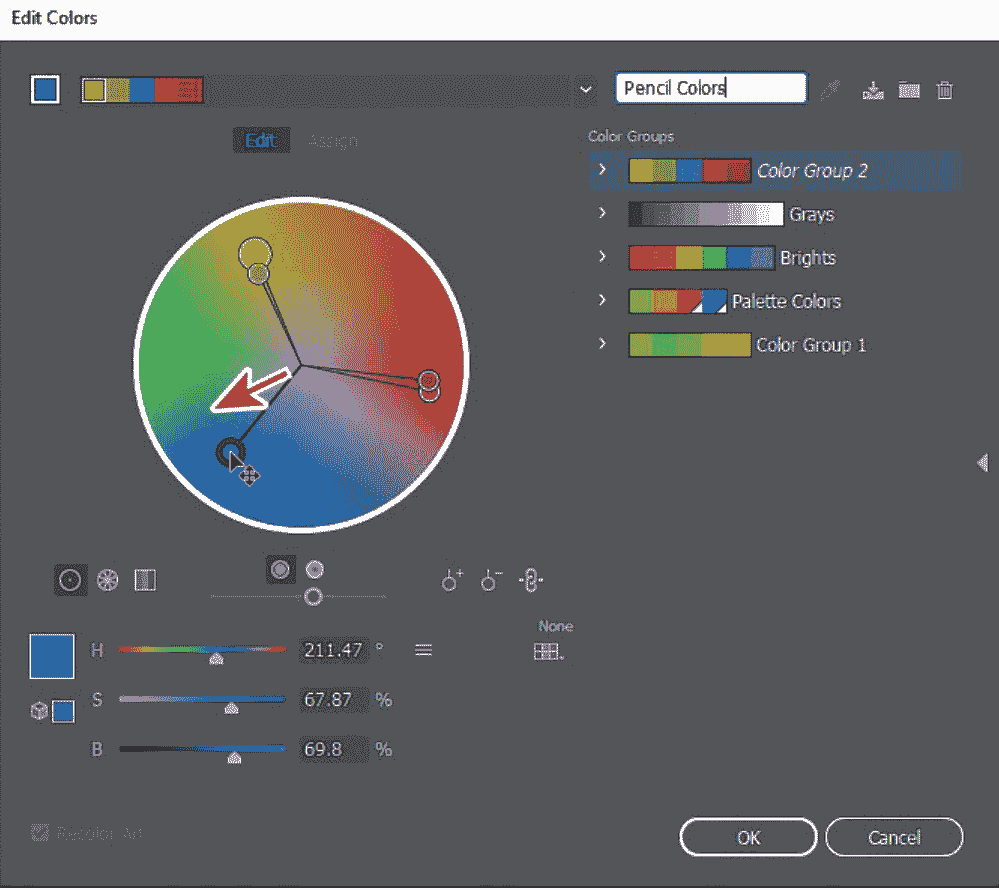 Edit Colors
Pencil Colors
Edit Assign
Color Groups
Color Group 2
Grays
Brights
Palette Colors
Color Group 1
None
H 211.47 °
S 67.87 %
B 69.8 %
Recolor Art
OK Cancel